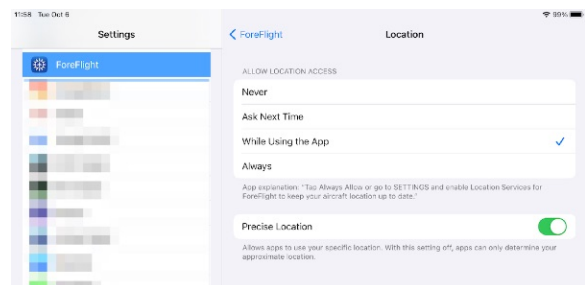 11:58 Tue Oct 6
99%
Settings
ForeFlight
ForeFlight
Location
ALLOW LOCATION ACCESS
Never
Ask Next Time
While Using the App
Always
App explanation: "Tap Always Allow or go to SETTINGS and enable Location Services for
ForeFlight to keep your aircraft location up to date."
Precise Location
Allows apps to use your specific location. With this setting off, apps can only determine your
approximate location.